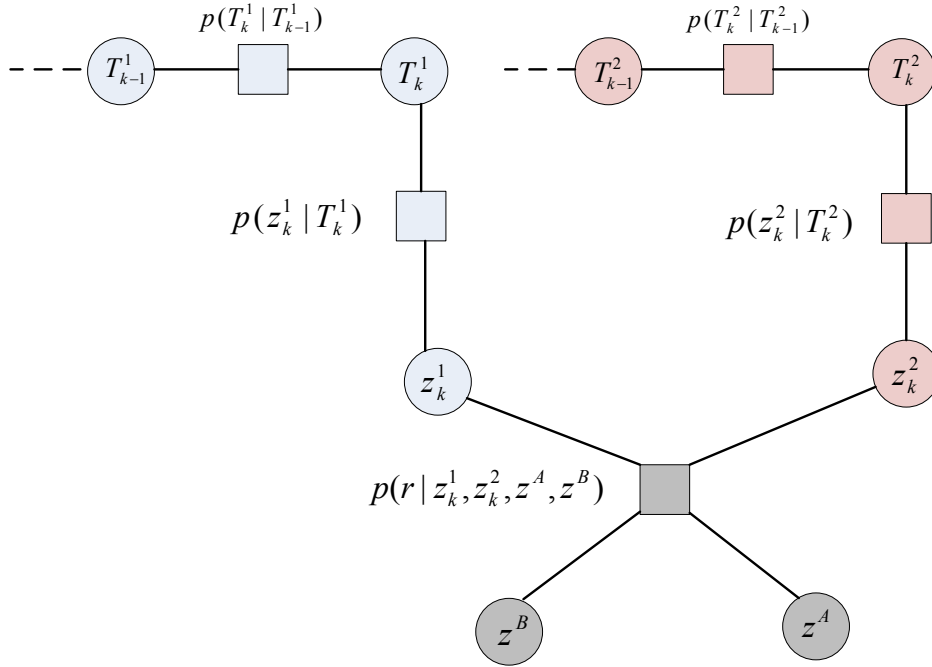 p(T_k^1 | T_{k-1}^1)
p(T_k^2 | T_{k-1}^2)
T_{k-1}^1
T_k^1
T_{k-1}^2
T_k^2
p(z_k^1 | T_k^1)
p(z_k^2 | T_k^2)
z_k^1
z_k^2
p(r | z_k^1, z_k^2, z^A, z^B)
z^B
z^A